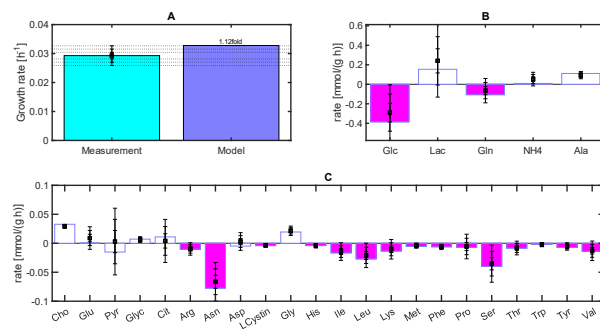 A
Growth rate [h⁻¹]
0.04
0.03
0.02
0.01
0
1.12fold
Measurement Model
B
rate [mmol/(g h)]
0.6
0.4
0.2
0
-0.2
-0.4
Glc Lac Gln NH4 Ala
C
rate [mmol/(g h)]
0.1
0.05
0
-0.05
-0.1
Cho Glu Pyr Glyc Cit Arg Asn Asp LCystin Gly His Ile Leu Lys Met Phe Pro Ser Thr Trp Tyr Val